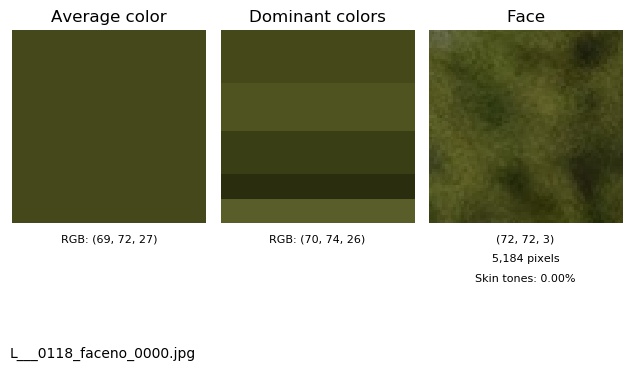 Average color
Dominant colors
Face
RGB: (69, 72, 27)
RGB: (70, 74, 26)
(72, 72, 3)
5,184 pixels
Skin tones: 0.00%
L___0118_faceno_0000.jpg